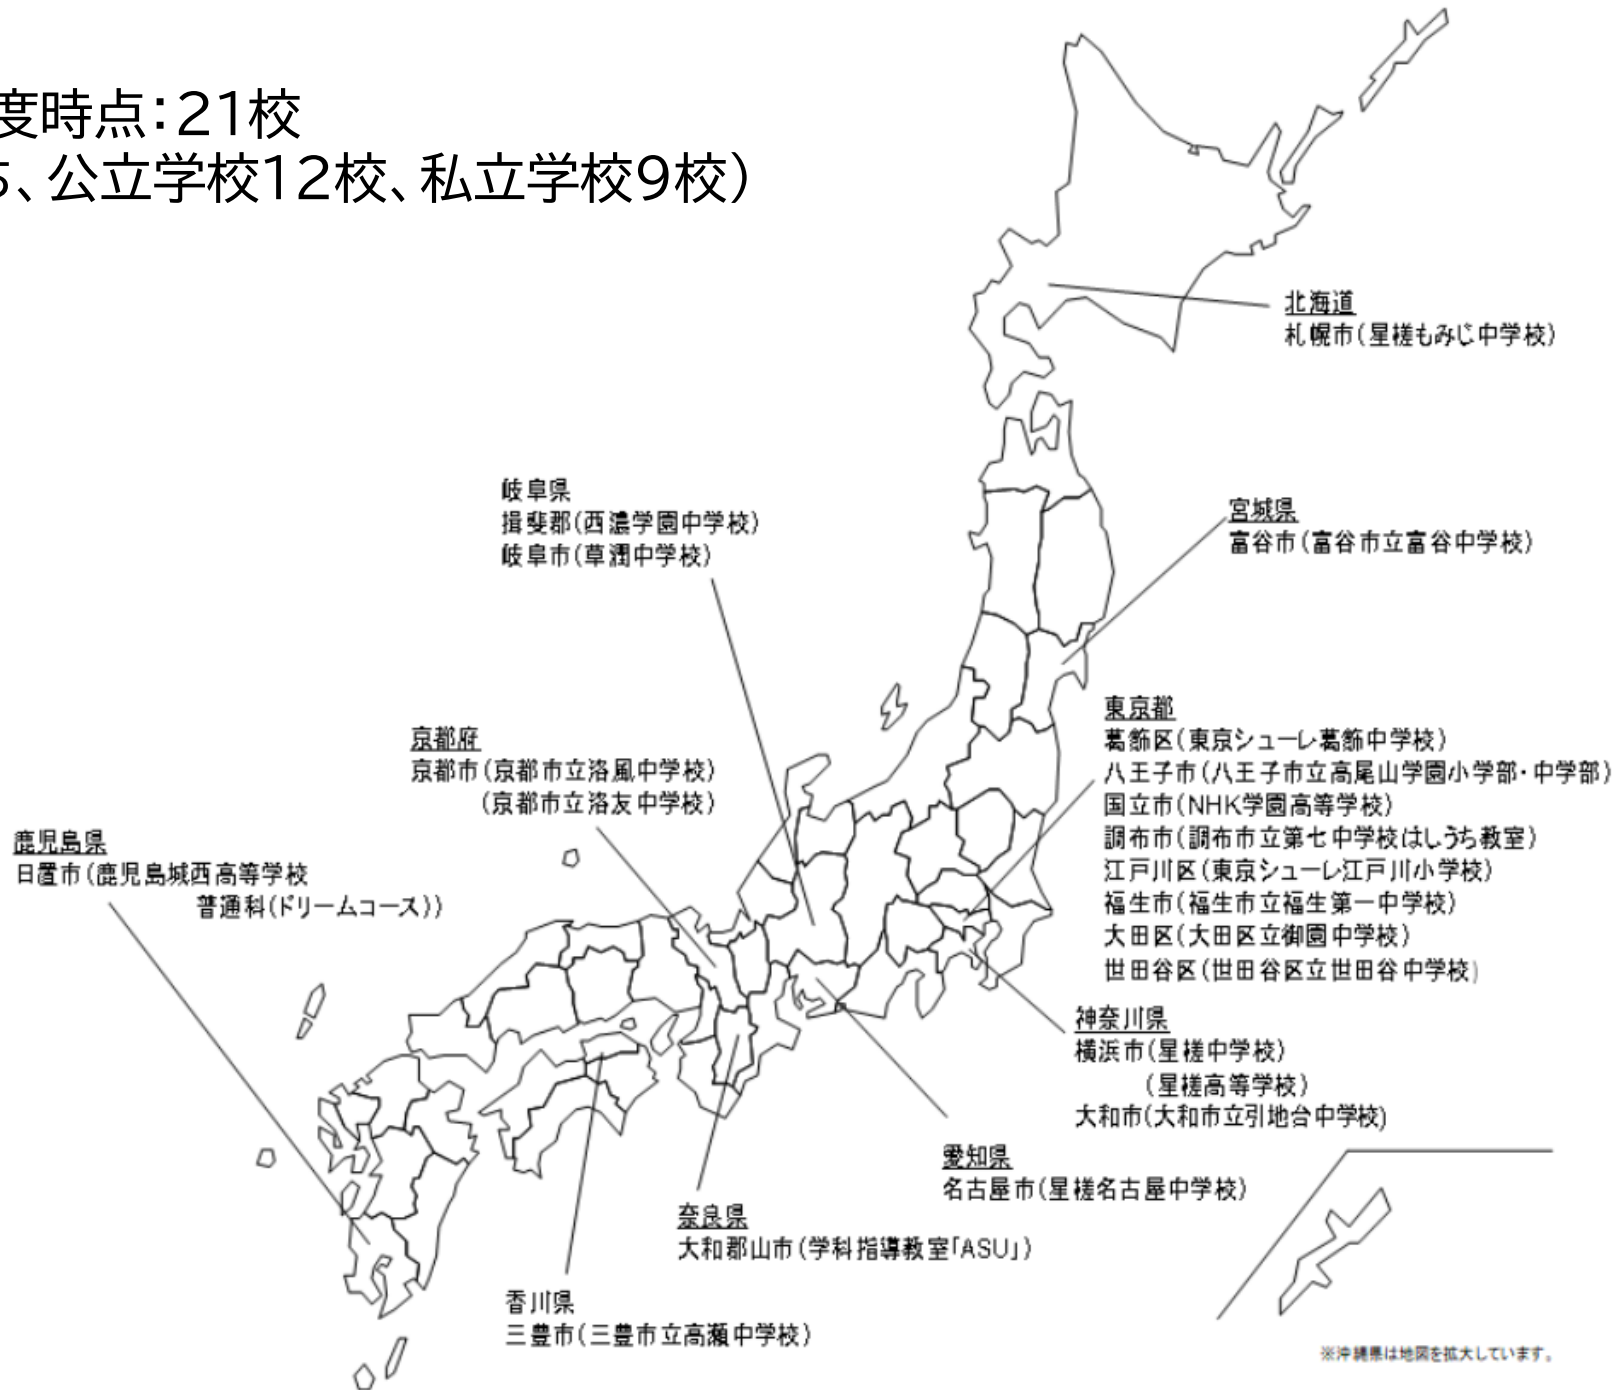 度時点：21校
、公立学校12校、私立学校9校）
北海道
札幌市(星槎もみじ中学校)
岐阜県
揖斐郡(西濃学園中学校)
岐阜市(草潤中学校)
宮城県
富谷市(富谷市立富谷中学校)
東京都
葛飾区(東京シューレ葛飾中学校)
八王子市(八王子市立高尾山学園小学部・中学部)
国立市(NHK学園高等学校)
調布市(調布市立第七中学校はしうち教室)
江戸川区(東京シューレ江戸川小学校)
福生市(福生市立福生第一中学校)
大田区(大田区立御園中学校)
世田谷区(世田谷区立世田谷中学校)
京都府
京都市(京都市立洛風中学校)
(京都市立洛友中学校)
鹿児島県
日置市(鹿児島城西高等学校
普通科(ドリームコース))
神奈川県
横浜市(星槎中学校)
(星槎高等学校)
大和市(大和市立引地台中学校)
愛知県
名古屋市(星槎名古屋中学校)
奈良県
大和郡山市(学科指導教室「ASU」)
香川県
三豊市(三豊市立高瀬中学校)
※沖縄県は地図を拡大しています。